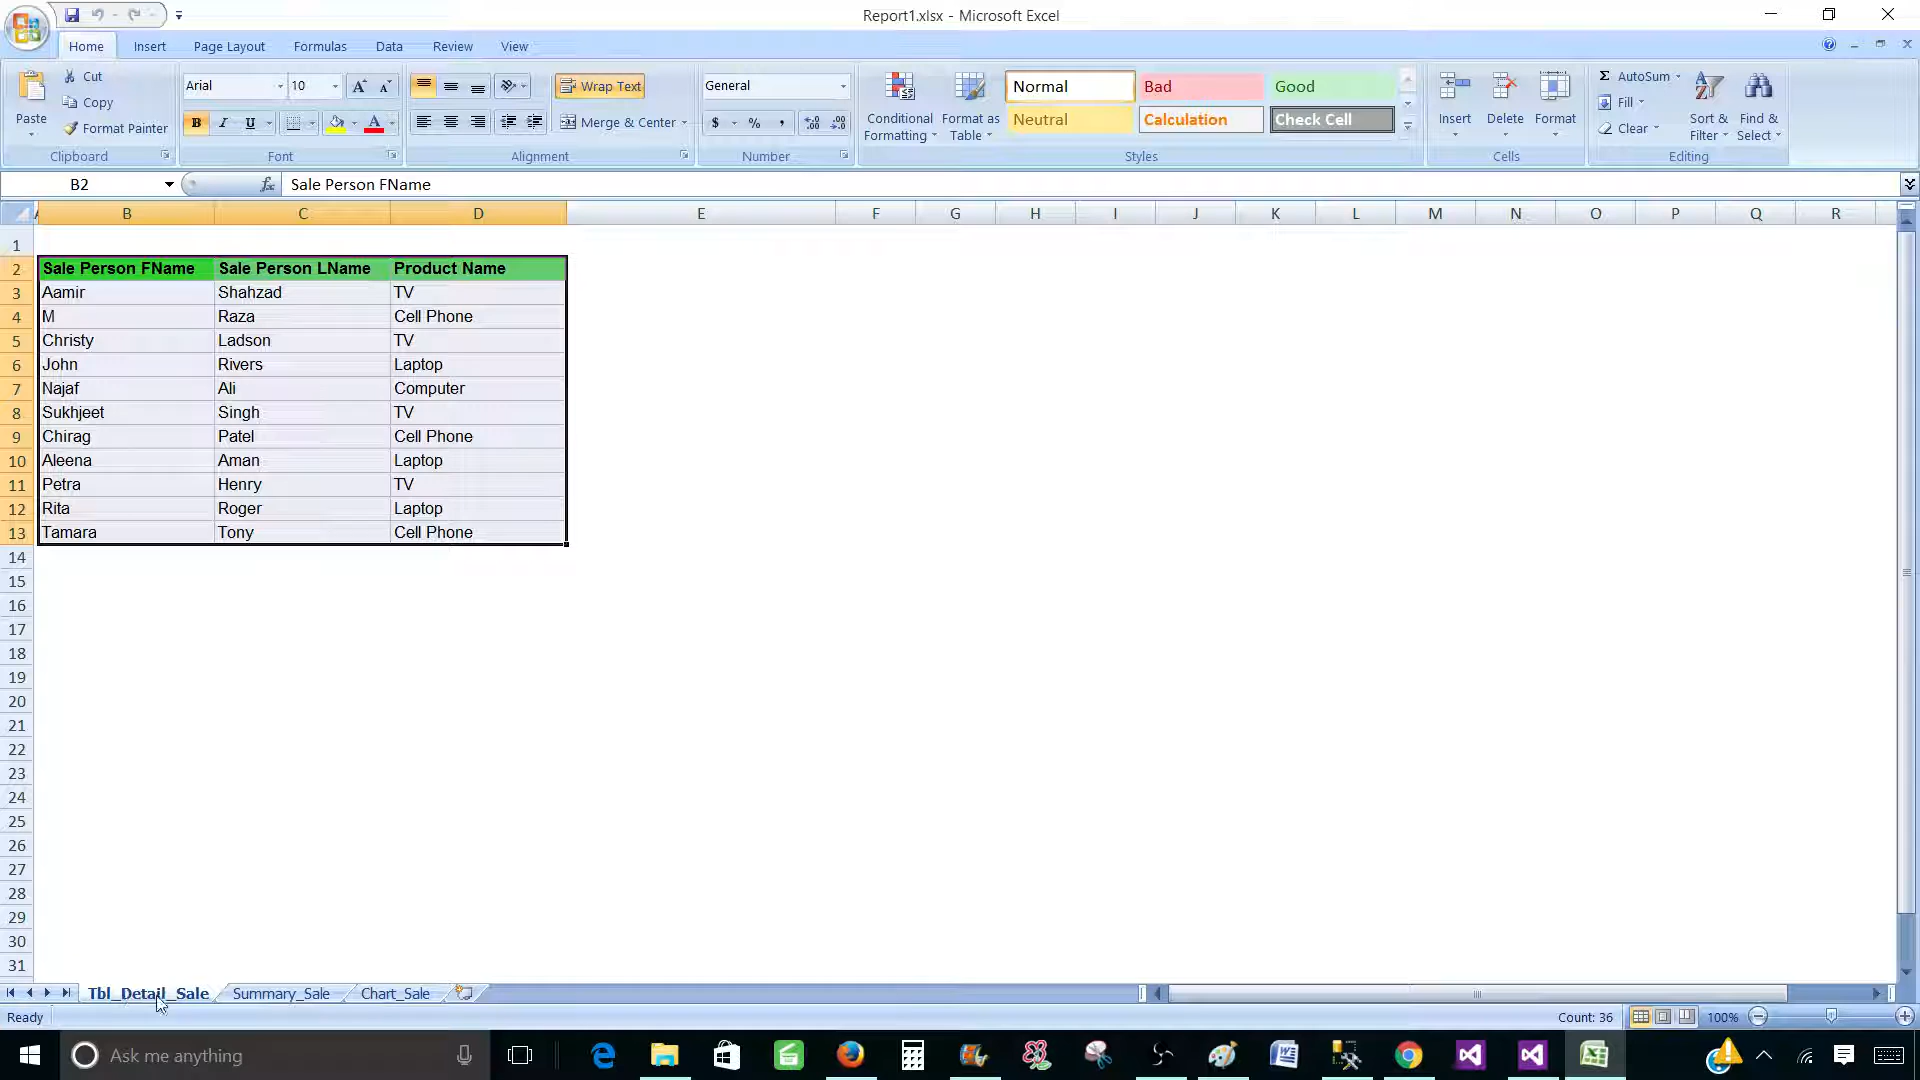 Report1.xlsx - Microsoft Excel
Home Insert Page Layout Formulas Data Review View
Paste
Cut
Copy
Format Painter
Clipboard
Arial 10
B I U
Font
Wrap Text
Merge & Center
Alignment
General
$ % ,
Number
Conditional Formatting
Format as Table
Normal Bad Good
Neutral Calculation Check Cell
Styles
Insert Delete Format
Cells
Σ AutoSum
Fill
Clear
Sort & Filter
Find & Select
Editing
B2 fx Sale Person FName
A B C D E F G H I J K L M N O P Q R
1
2 Sale Person FName Sale Person LName Product Name
3 Aamir Shahzad TV
4 M Raza Cell Phone
5 Christy Ladson TV
6 John Rivers Laptop
7 Najaf Ali Computer
8 Sukhjeet Singh TV
9 Chirag Patel Cell Phone
10 Aleena Aman Laptop
11 Petra Henry TV
12 Rita Roger Laptop
13 Tamara Tony Cell Phone
14
15
16
17
18
19
20
21
22
23
24
25
26
27
28
29
30
31
Tbl_Detail_Sale Summary_Sale Chart_Sale
Ready Count: 36 100%
Ask me anything